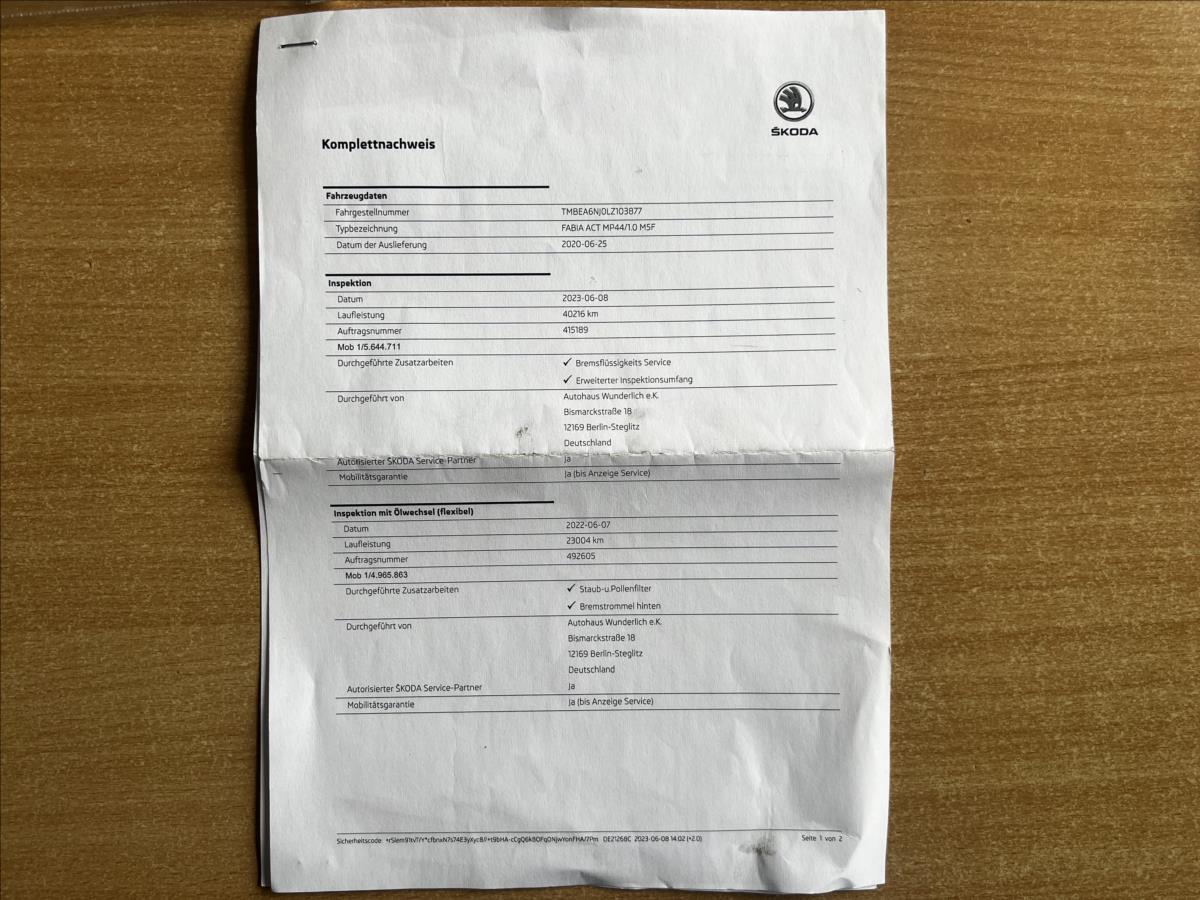 ŠKODA
Komplettnachweis
Fahrzeugdaten
Fahrgestellnummer TMBEA6NJ0LZ103877
Typbezeichnung FABIA ACT MP44/1.0 M5F
Datum der Auslieferung 2020-06-25
Inspektion
Datum 2023-06-08
Laufleistung 40216 km
Auftragsnummer 415189
Mob 1/5.644.711
Durchgeführte Zusatzarbeiten ✓ Bremsflüssigkeits Service
✓ Erweiterter Inspektionsumfang
Durchgeführt von Autohaus Wunderlich e.K.
Bismarckstraße 18
12169 Berlin-Steglitz
Deutschland
Autorisierter ŠKODA Service-Partner Ja
Mobilitätsgarantie Ja (bis Anzeige Service)
Inspektion mit Ölwechsel (flexibel)
Datum 2022-06-07
Laufleistung 23004 km
Auftragsnummer 492605
Mob 1/4.965.863
Durchgeführte Zusatzarbeiten ✓ Staub-u.Pollenfilter
✓ Bremstrommel hinten
Durchgeführt von Autohaus Wunderlich e.K.
Bismarckstraße 18
12169 Berlin-Steglitz
Deutschland
Autorisierter ŠKODA Service-Partner Ja
Mobilitätsgarantie Ja (bis Anzeige Service)
Sicherheitscode: DE21268C 2023-06-08 14:02 (+2.0) Seite 1 von 2